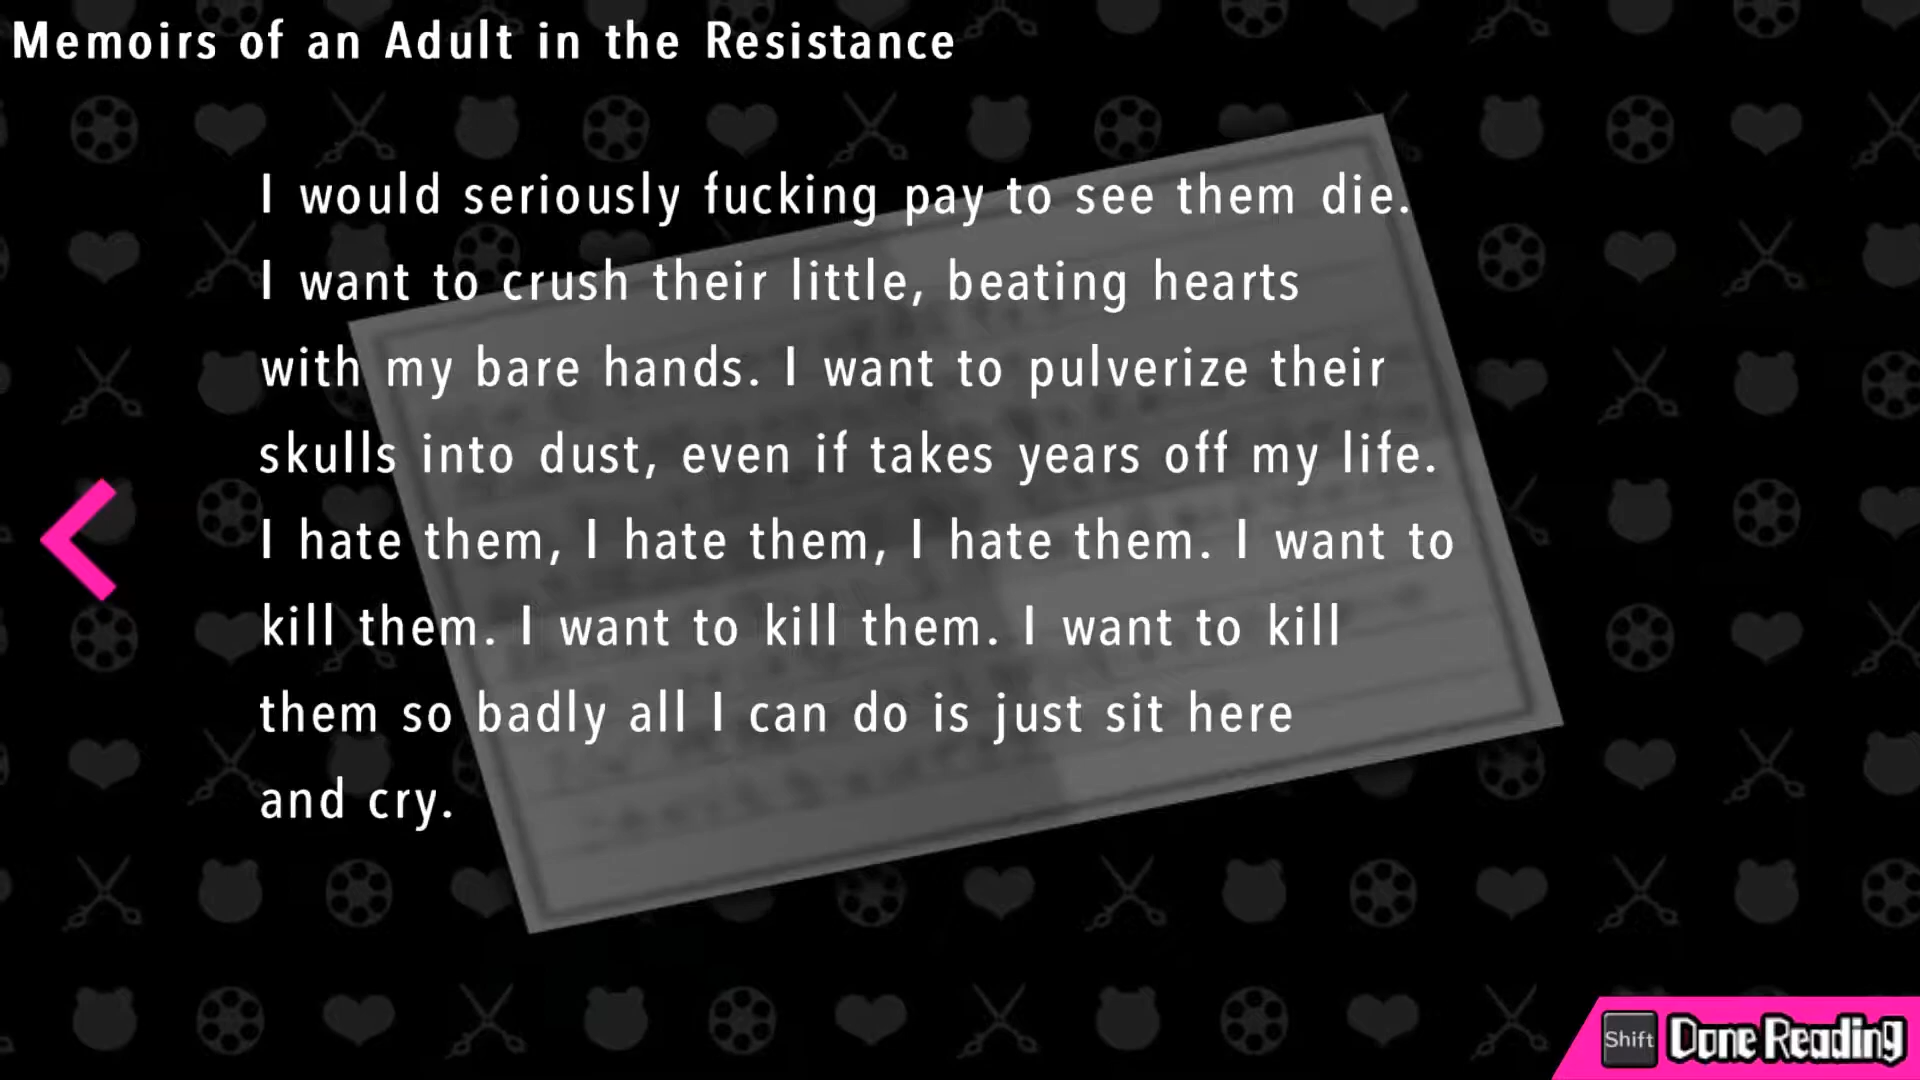 Memoirs of an Adult in the Resistance
I would seriously fucking pay to see them die.
I want to crush their little, beating hearts
with my bare hands. I want to pulverize their
skulls into dust, even if takes years off my life.
I hate them, I hate them, I hate them. I want to
kill them. I want to kill them. I want to kill
them so badly all I can do is just sit here
and cry.
Shift Done Reading